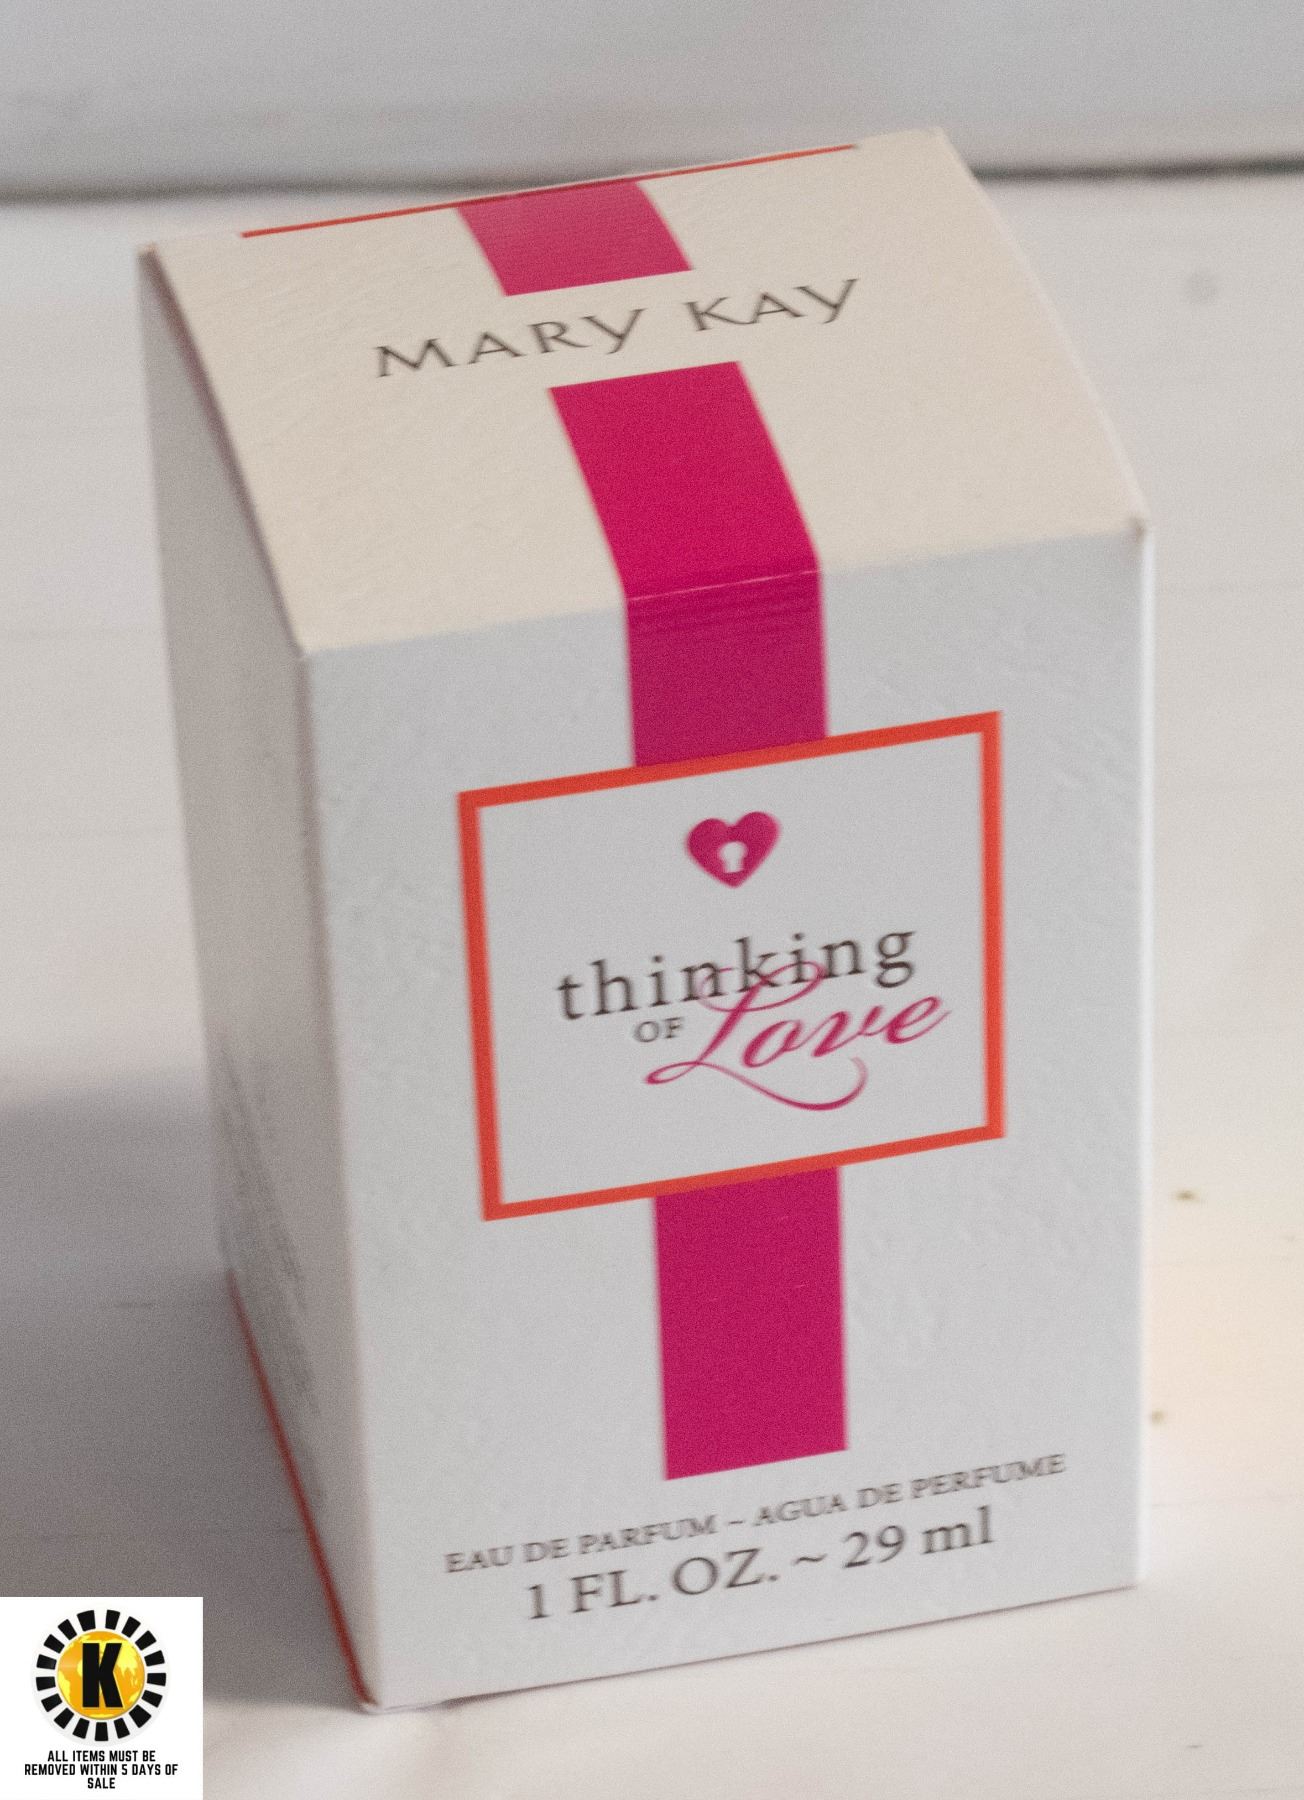 MARY KAY
thinking
OF Love
EAU DE PARFUM ~ AGUA DE PERFUME
1 FL. OZ. ~ 29 ml
K
ALL ITEMS MUST BE
REMOVED WITHIN 5 DAYS OF
SALE